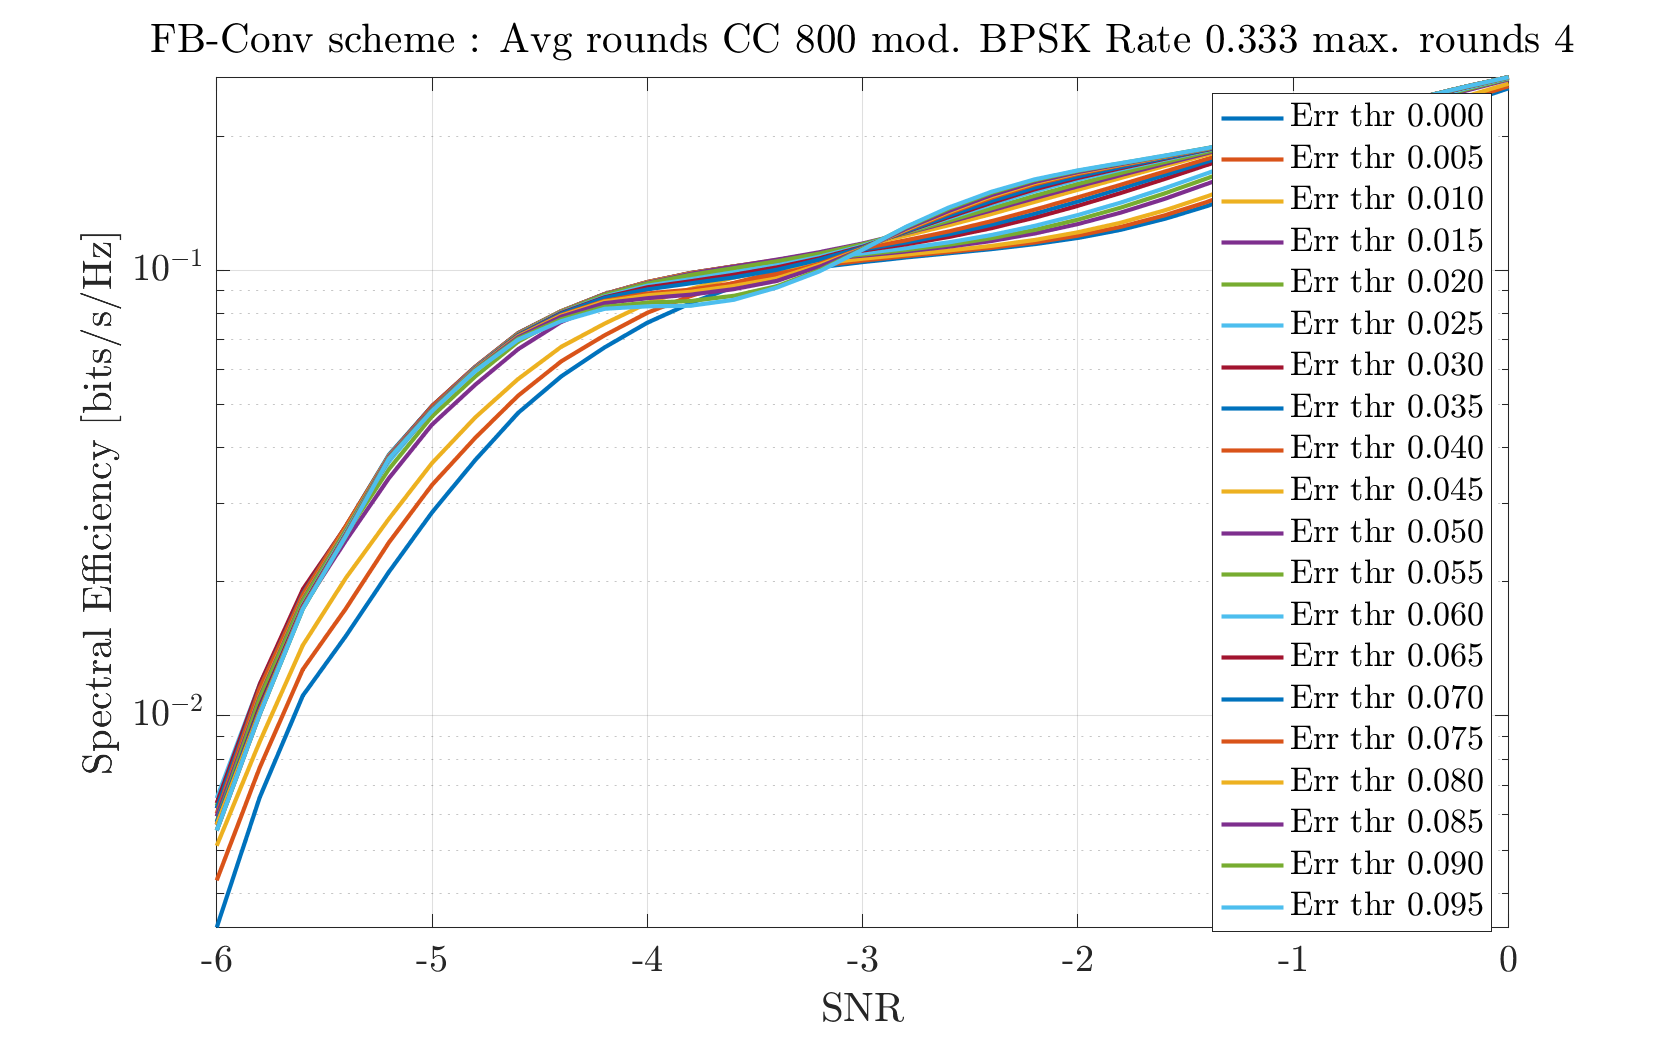 FB-Conv scheme : Avg rounds CC 800 mod. BPSK Rate 0.333 max. rounds 4
Spectral Efficiency [bits/s/Hz]
10⁻¹
10⁻²
Err thr 0.000
Err thr 0.005
Err thr 0.010
Err thr 0.015
Err thr 0.020
Err thr 0.025
Err thr 0.030
Err thr 0.035
Err thr 0.040
Err thr 0.045
Err thr 0.050
Err thr 0.055
Err thr 0.060
Err thr 0.065
Err thr 0.070
Err thr 0.075
Err thr 0.080
Err thr 0.085
Err thr 0.090
Err thr 0.095
-6 -5 -4 -3 -2 -1 0
SNR